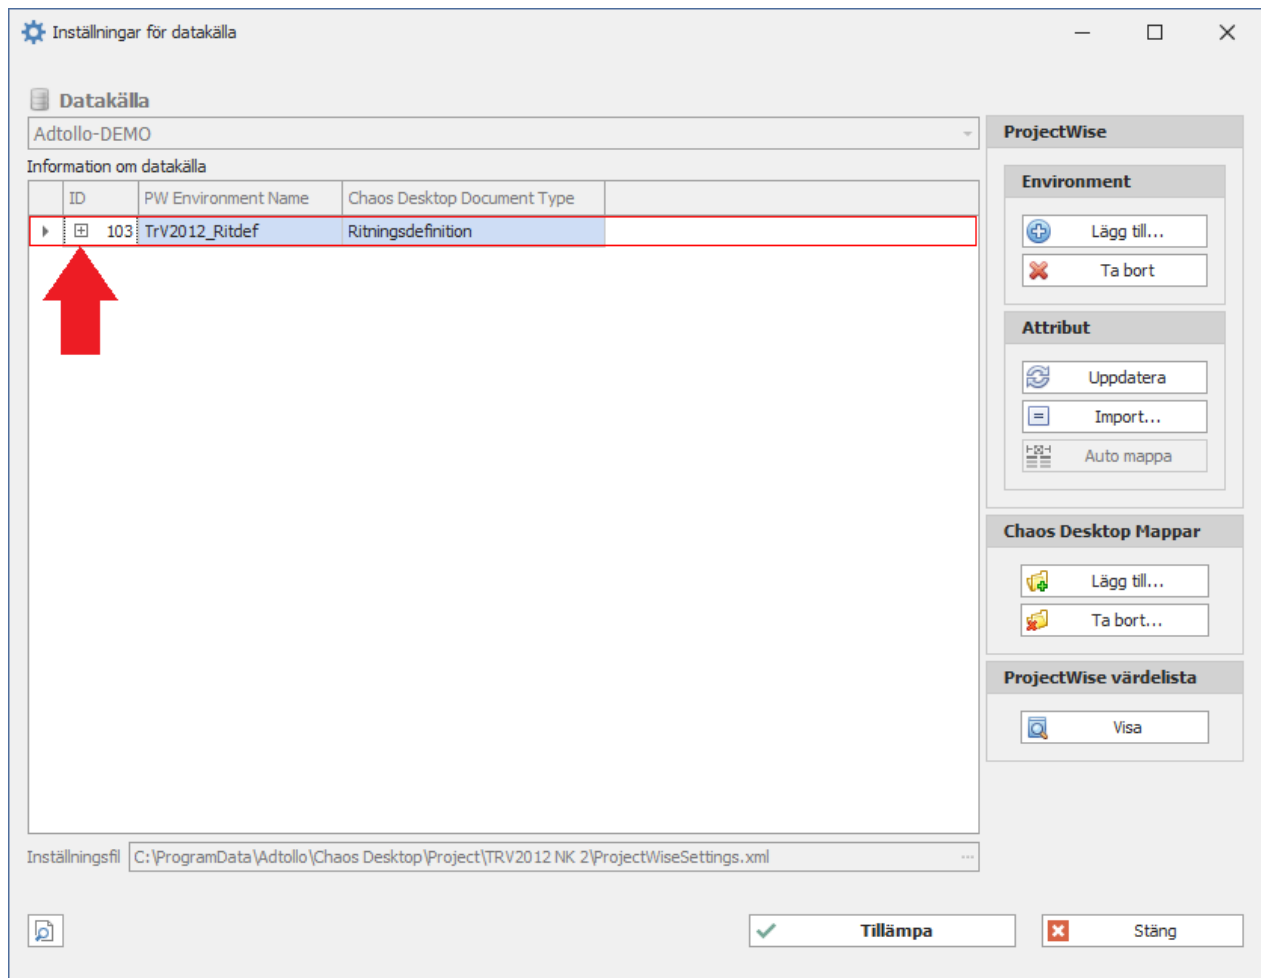 Inställningar för datakälla
Datakälla
Adtollo-DEMO
Information om datakälla
ID PW Environment Name Chaos Desktop Document Type
103 TrV2012_Ritdef Ritningsdefinition
ProjectWise
Environment
Lägg till...
Ta bort
Attribut
Uppdatera
Import...
Auto mappa
Chaos Desktop Mappar
Lägg till...
Ta bort...
ProjectWise värdelista
Visa
Inställningsfil C:\ProgramData\Adtollo\Chaos Desktop\Project\TRV2012 NK 2\ProjectWiseSettings.xml ...
Tillämpa Stäng